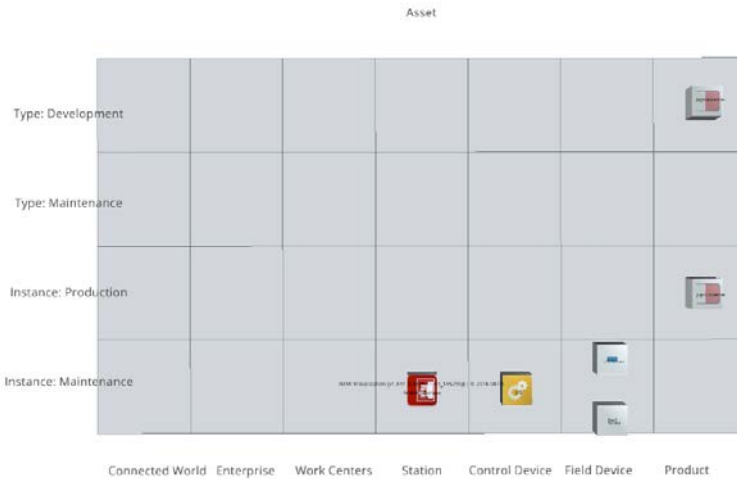 Asset
Type: Development
Type: Maintenance
Instance: Production
Instance: Maintenance
Connected World Enterprise Work Centers Station Control Device Field Device Product